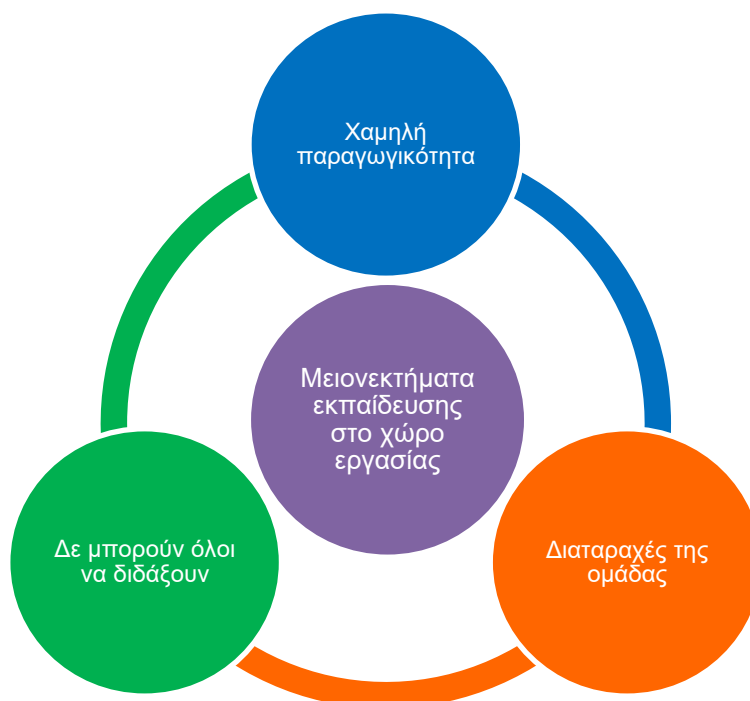 Χαμηλή
παραγωγικότητα
Μειονεκτήματα
εκπαίδευσης
στο χώρο
εργασίας
Δε μπορούν όλοι
να διδάξουν
Διαταραχές της
ομάδας